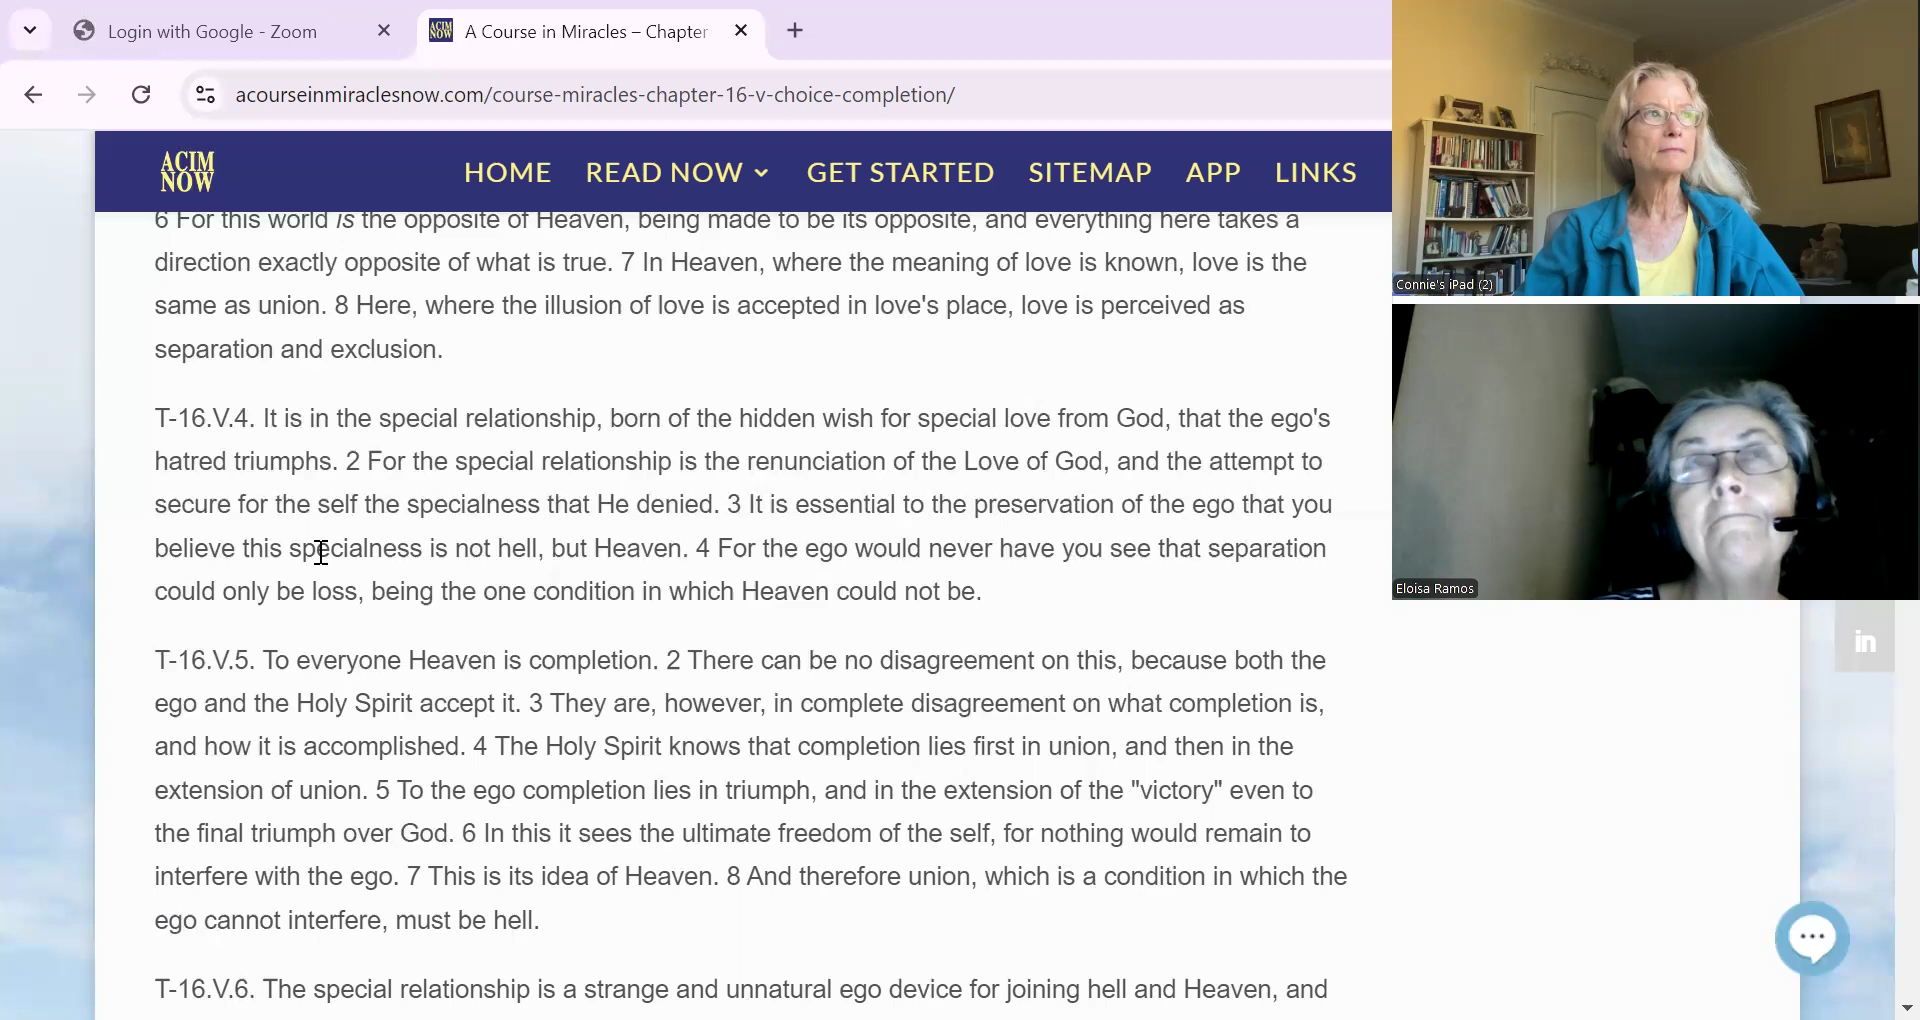 Login with Google - Zoom
ACIM NOW
A Course in Miracles – Chapter
acourseinmiraclesnow.com/course-miracles-chapter-16-v-choice-completion/
ACIM
NOW
HOME READ NOW GET STARTED SITEMAP APP LINKS
6 For this world is the opposite of Heaven, being made to be its opposite, and everything here takes a
direction exactly opposite of what is true. 7 In Heaven, where the meaning of love is known, love is the
same as union. 8 Here, where the illusion of love is accepted in love's place, love is perceived as
separation and exclusion.
T-16.V.4. It is in the special relationship, born of the hidden wish for special love from God, that the ego's
hatred triumphs. 2 For the special relationship is the renunciation of the Love of God, and the attempt to
secure for the self the specialness that He denied. 3 It is essential to the preservation of the ego that you
believe this specialness is not hell, but Heaven. 4 For the ego would never have you see that separation
could only be loss, being the one condition in which Heaven could not be.
T-16.V.5. To everyone Heaven is completion. 2 There can be no disagreement on this, because both the
ego and the Holy Spirit accept it. 3 They are, however, in complete disagreement on what completion is,
and how it is accomplished. 4 The Holy Spirit knows that completion lies first in union, and then in the
extension of union. 5 To the ego completion lies in triumph, and in the extension of the "victory" even to
the final triumph over God. 6 In this it sees the ultimate freedom of the self, for nothing would remain to
interfere with the ego. 7 This is its idea of Heaven. 8 And therefore union, which is a condition in which the
ego cannot interfere, must be hell.
T-16.V.6. The special relationship is a strange and unnatural ego device for joining hell and Heaven, and
Connie's iPad (2)
Eloisa Ramos
in